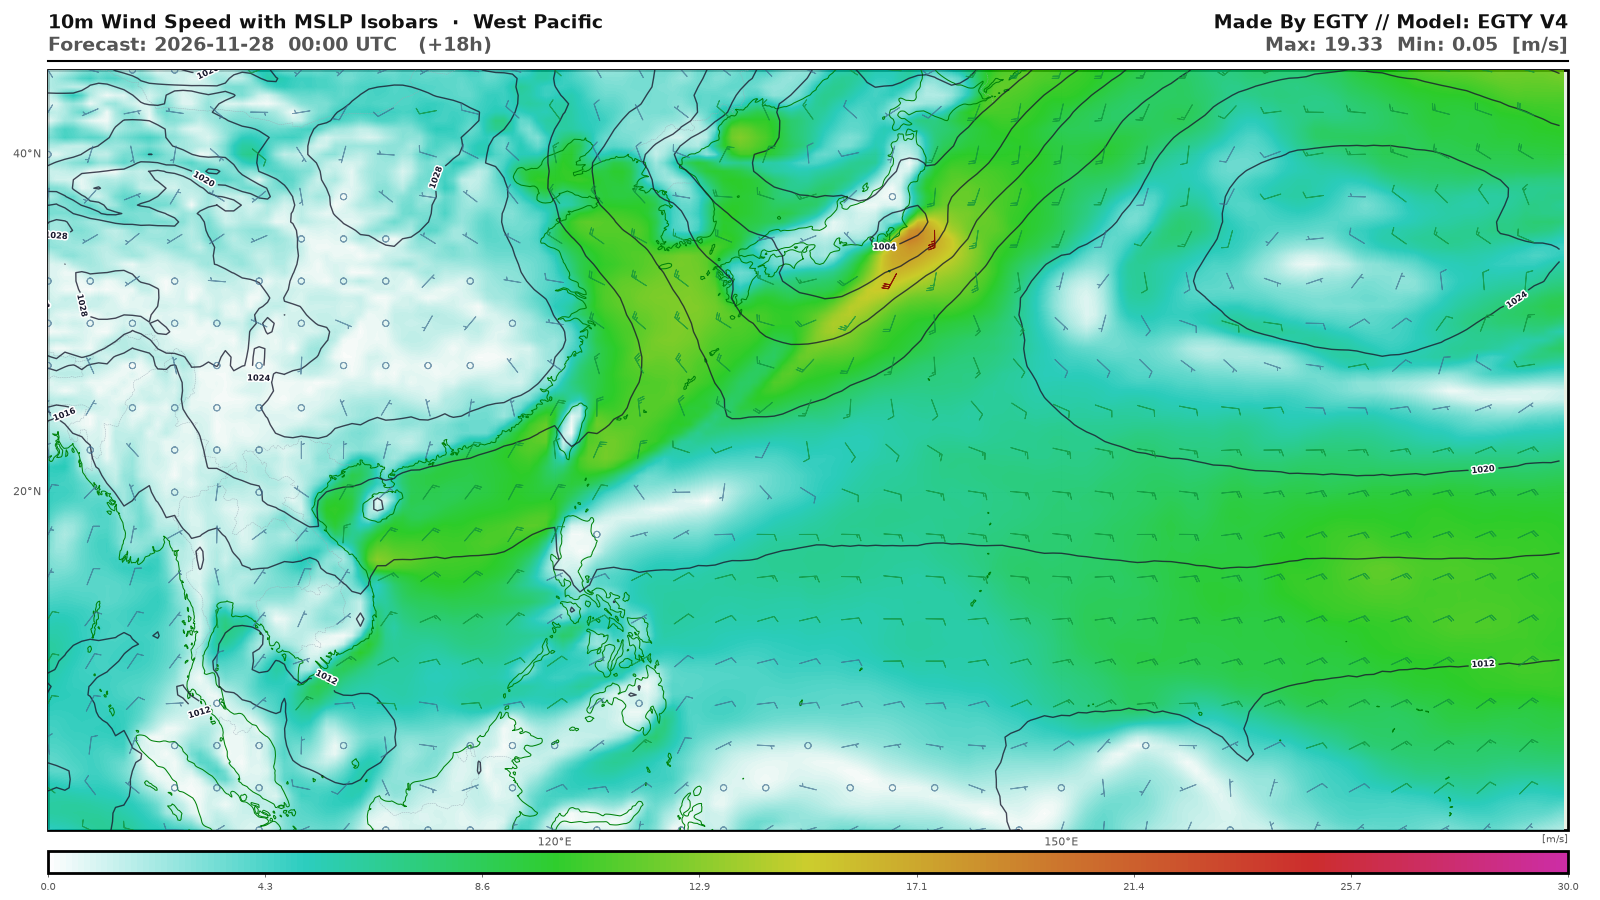 10m Wind Speed with MSLP Isobars · West Pacific
Made By EGTY // Model: EGTY V4
Forecast: 2026-11-28 00:00 UTC (+18h)
Max: 19.33 Min: 0.05 [m/s]
40°N
1020
1028
1028
1004
1028
1024
1024
1016
1020
20°N
1012
1012
1012
120°E
150°E
[m/s]
0.0 4.3 8.6 12.9 17.1 21.4 25.7 30.0